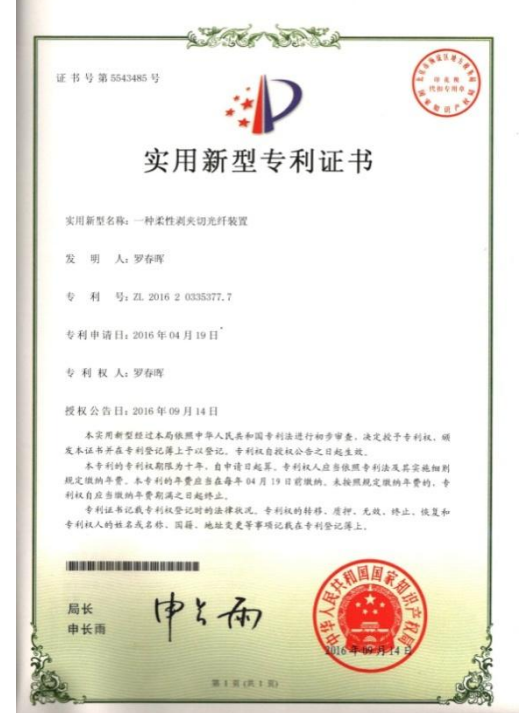 证书号第5543485号
实用新型专利证书
实用新型名称：一种柔性剥夹切光纤装置
发 明 人：罗春晖
专 利 号：ZL 2016 2 0335377.7
专利申请日：2016年04月19日
专 利 权 人：罗春晖
授权公告日：2016年09月14日
本实用新型经过本局依照中华人民共和国专利法进行初步审查，决定授予专利权，颁
发本证书并在专利登记簿上予以登记。专利权自授权公告之日起生效。
本专利的专利权期限为十年，自申请日起算。专利权人应当依照专利法及其实施细则
规定缴纳年费。本专利的年费应当在每年04月19日前缴纳。未按照规定缴纳年费的，专
利权自应当缴纳年费期满之日起终止。
专利证书记载专利权登记时的法律状况。专利权的转移、质押、无效、终止、恢复和
专利权人的姓名或名称、国籍、地址变更等事项记载在专利登记簿上。
局长
申长雨
申长雨
中华人民共和国国家知识产权局
2016年09月14日
第1页(共1页)